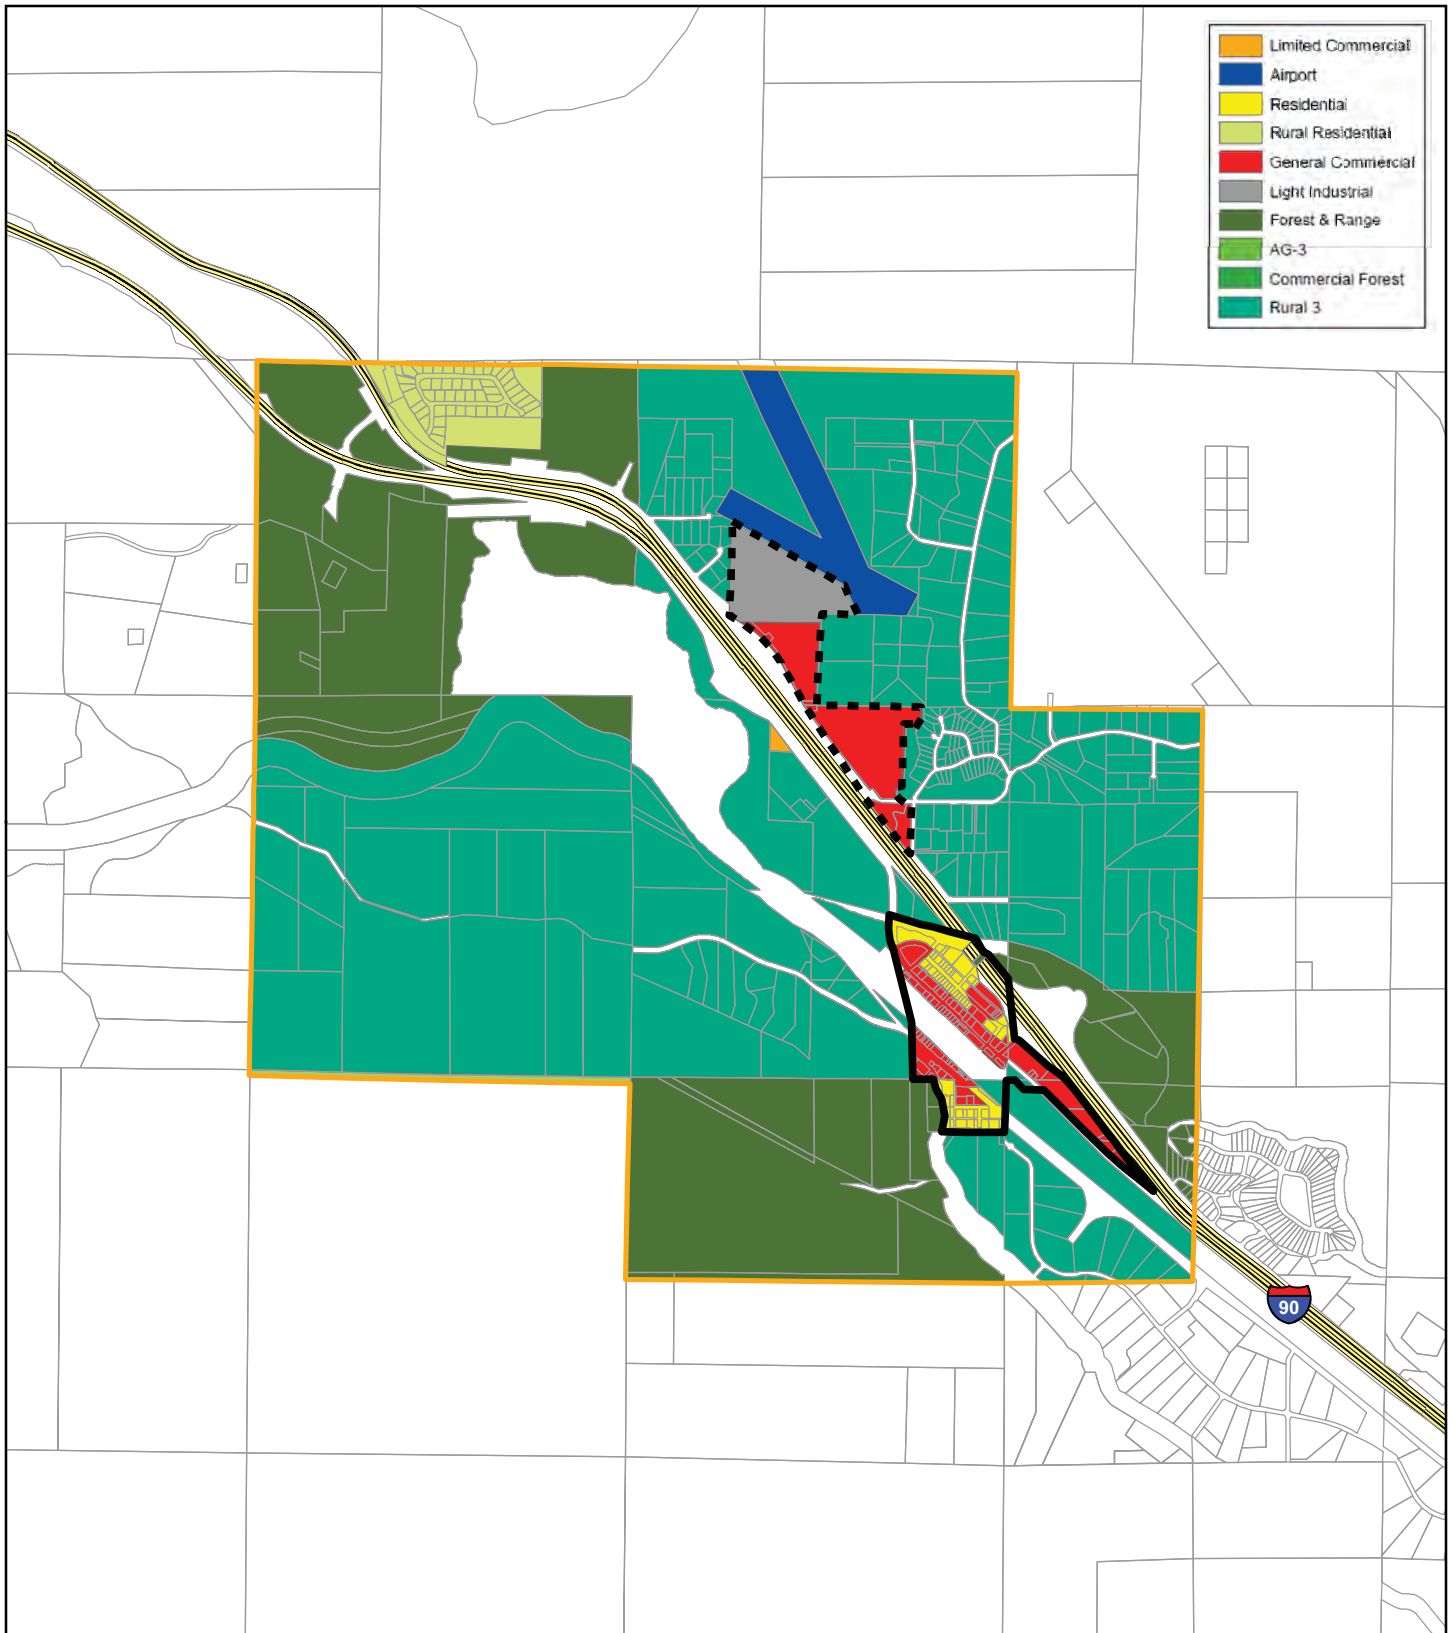 Limited Commercial
Airport
Residential
Rural Residential
General Commercial
Light Industrial
Forest & Range
AG-3
Commercial Forest
Rural 3
90